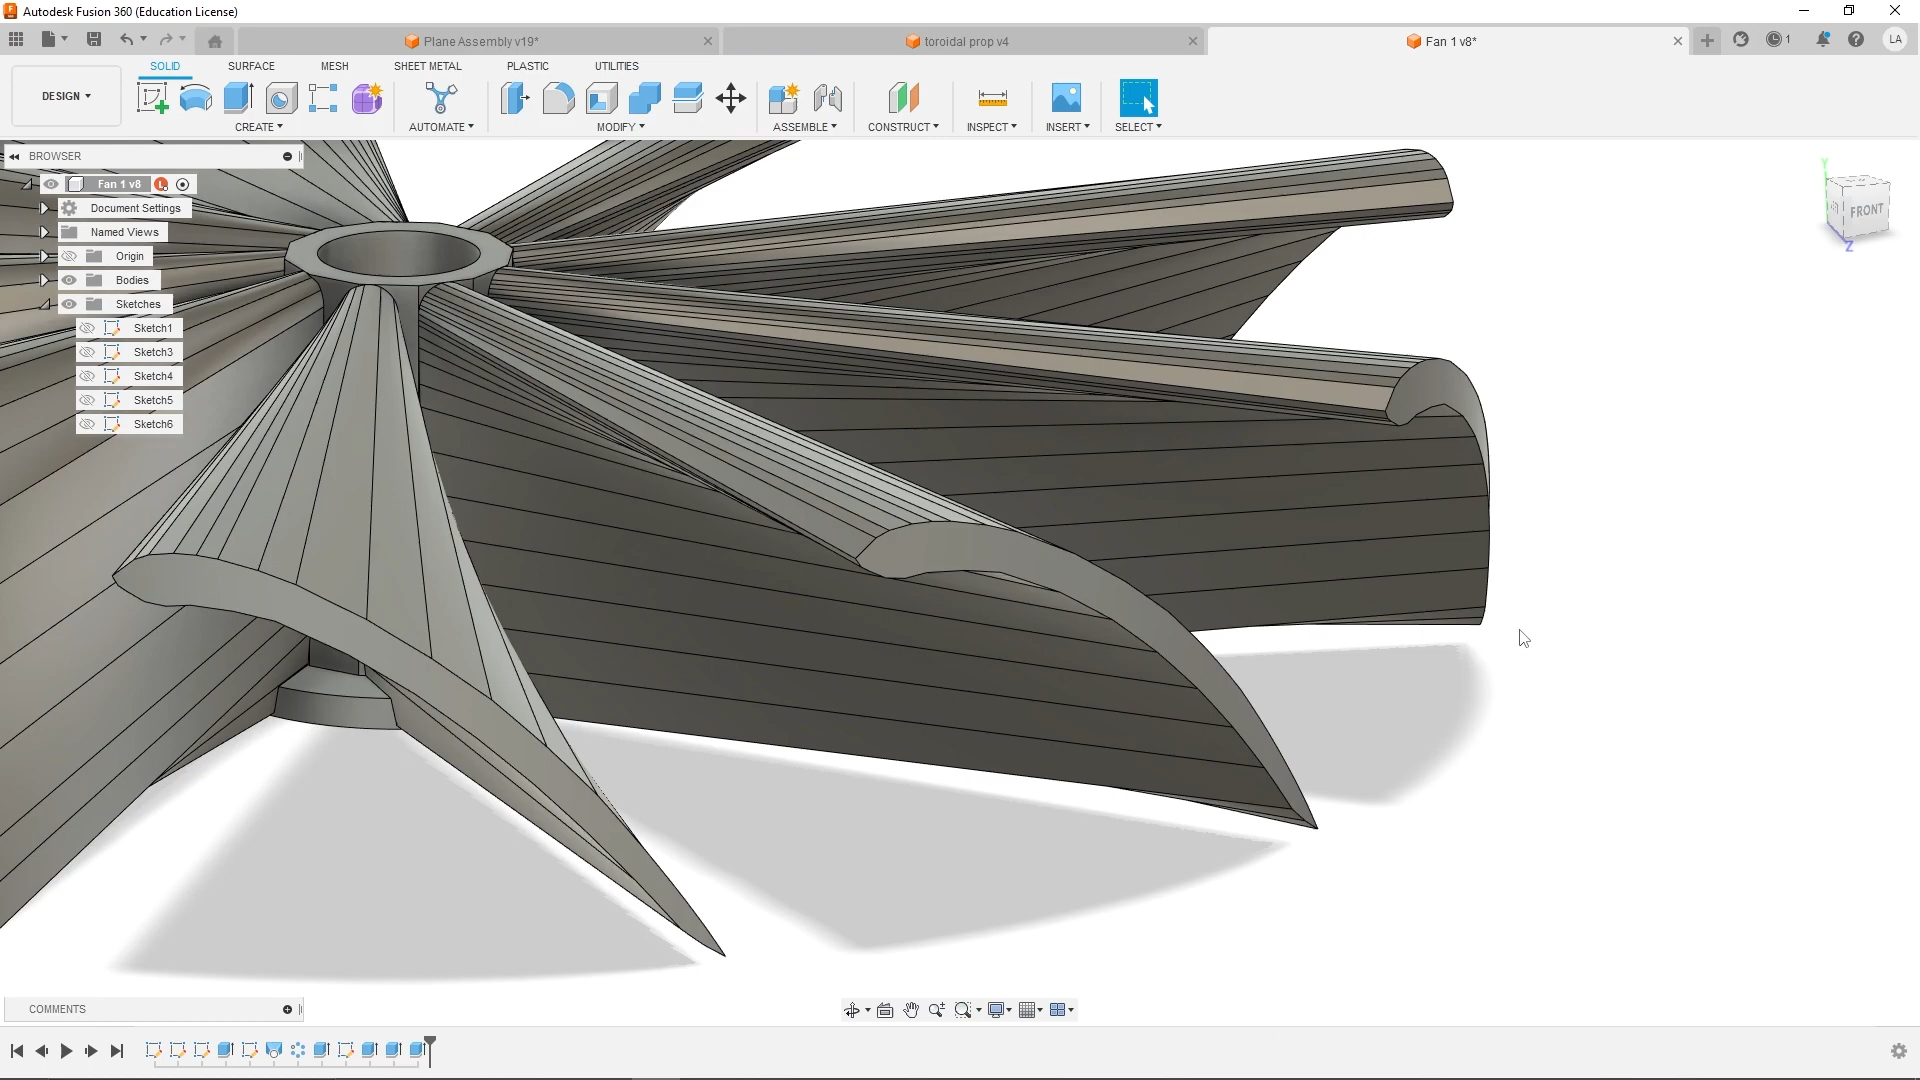 Autodesk Fusion 360 (Education License)
Plane Assembly v19*
toroidal prop v4
Fan 1 v8*
1
LA
DESIGN
SOLID
SURFACE
MESH
SHEET METAL
PLASTIC
UTILITIES
CREATE
AUTOMATE
MODIFY
ASSEMBLE
CONSTRUCT
INSPECT
INSERT
SELECT
BROWSER
Fan 1 v8
Document Settings
Named Views
Origin
Bodies
Sketches
Sketch1
Sketch3
Sketch4
Sketch5
Sketch6
Y
FRONT
Z
COMMENTS